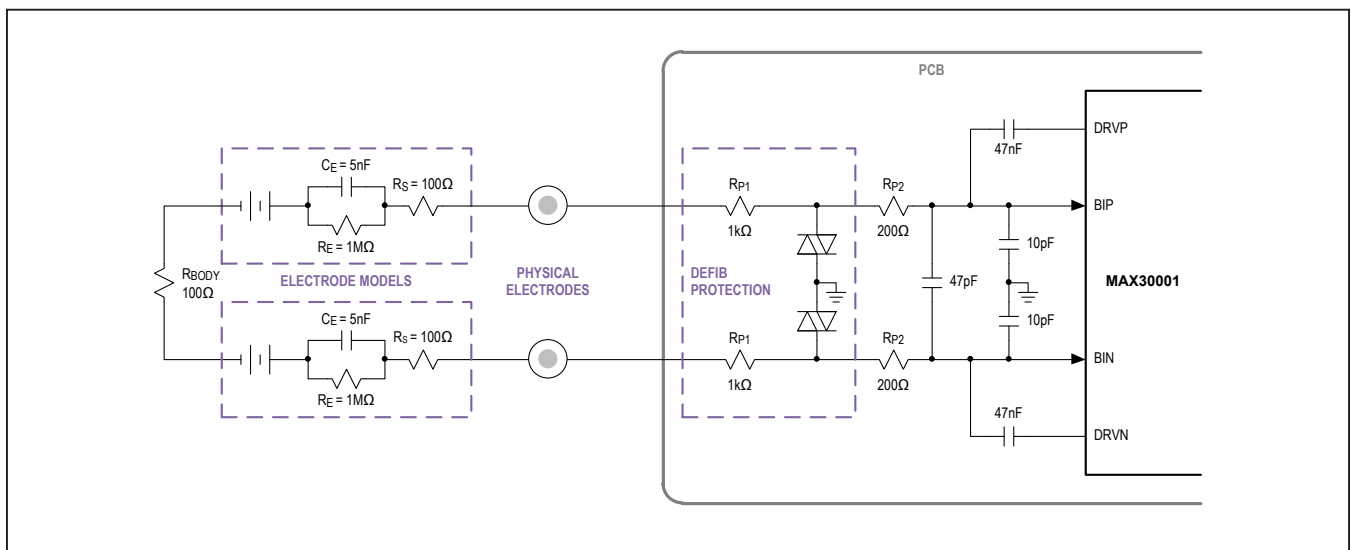 PCB
DRVP
47nF
CE = 5nF
RS = 100Ω
RP1
RP2
BIP
1kΩ
200Ω
RE = 1MΩ
10pF
RBODY
100Ω
ELECTRODE MODELS
PHYSICAL
ELECTRODES
DEFIB
PROTECTION
47pF
MAX30001
CE = 5nF
RS = 100Ω
10pF
RP1
RP2
BIN
1kΩ
200Ω
RE = 1MΩ
47nF
DRVN